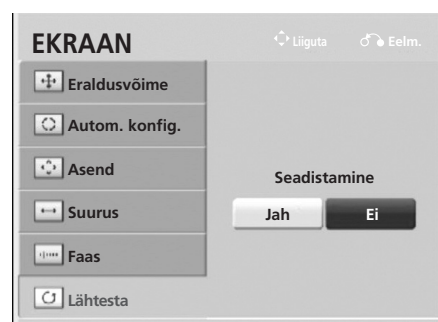 EKRAAN
Liiguta
Eelm.
Eraldusvõime
Autom. konfig.
Asend
Suurus
Faas
Lähtesta
Seadistamine
Jah
Ei